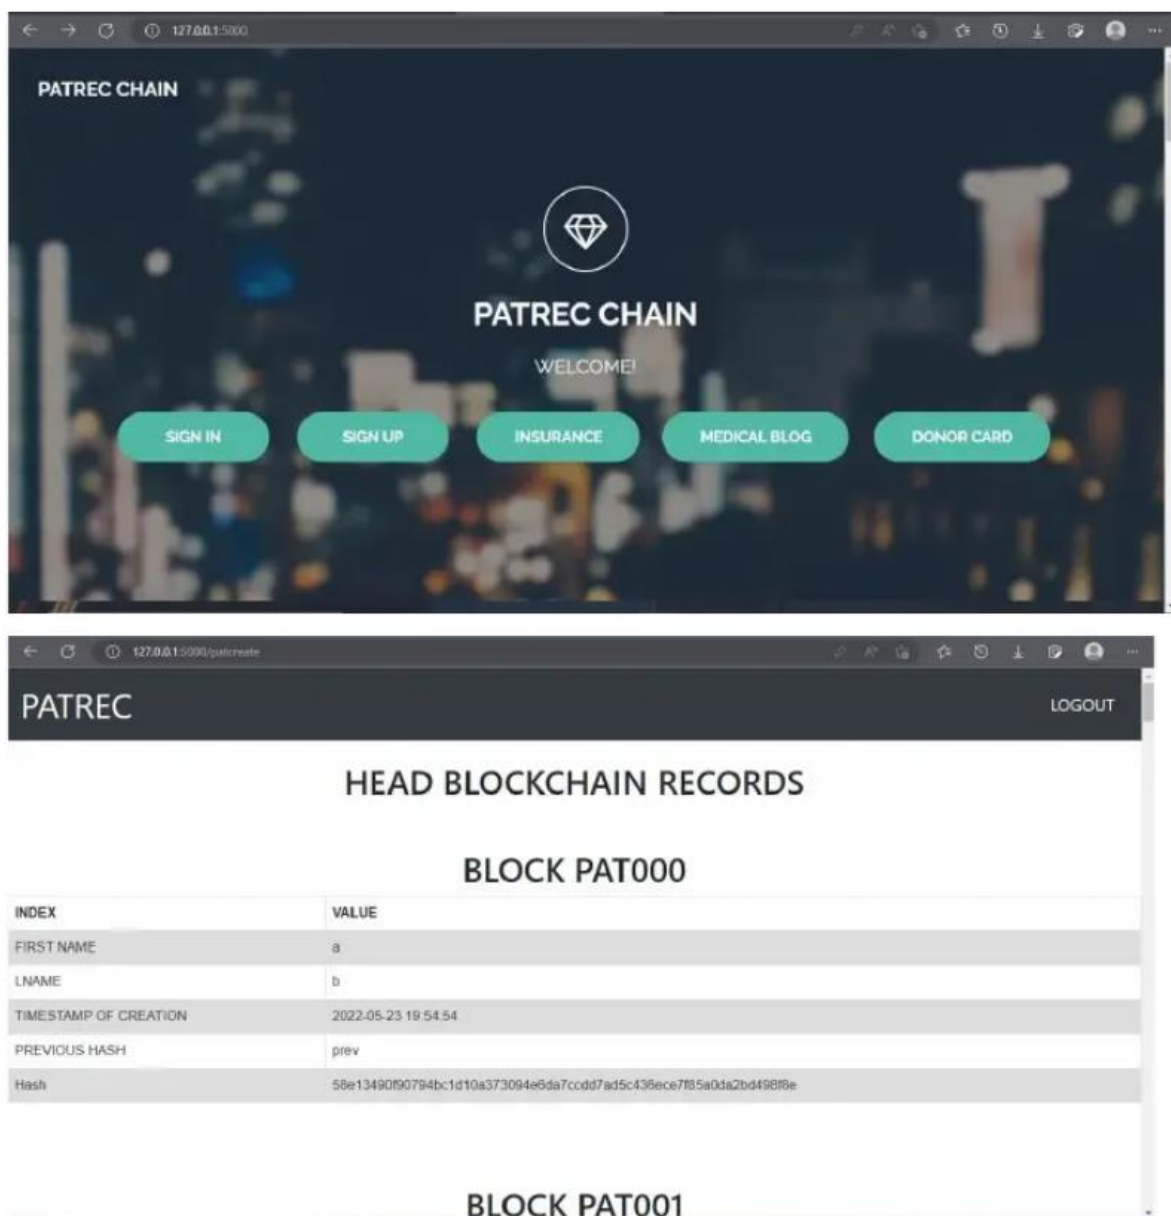 127.0.0.1:5000
PATREC CHAIN
PATREC CHAIN
WELCOME!
SIGN IN SIGN UP INSURANCE MEDICAL BLOG DONOR CARD
127.0.0.1:5000/patcreate
PATREC LOGOUT
HEAD BLOCKCHAIN RECORDS
BLOCK PAT000
INDEX VALUE
FIRST NAME a
LNAME b
TIMESTAMP OF CREATION 2022-05-23 19:54:54
PREVIOUS HASH prev
Hash
BLOCK PAT001